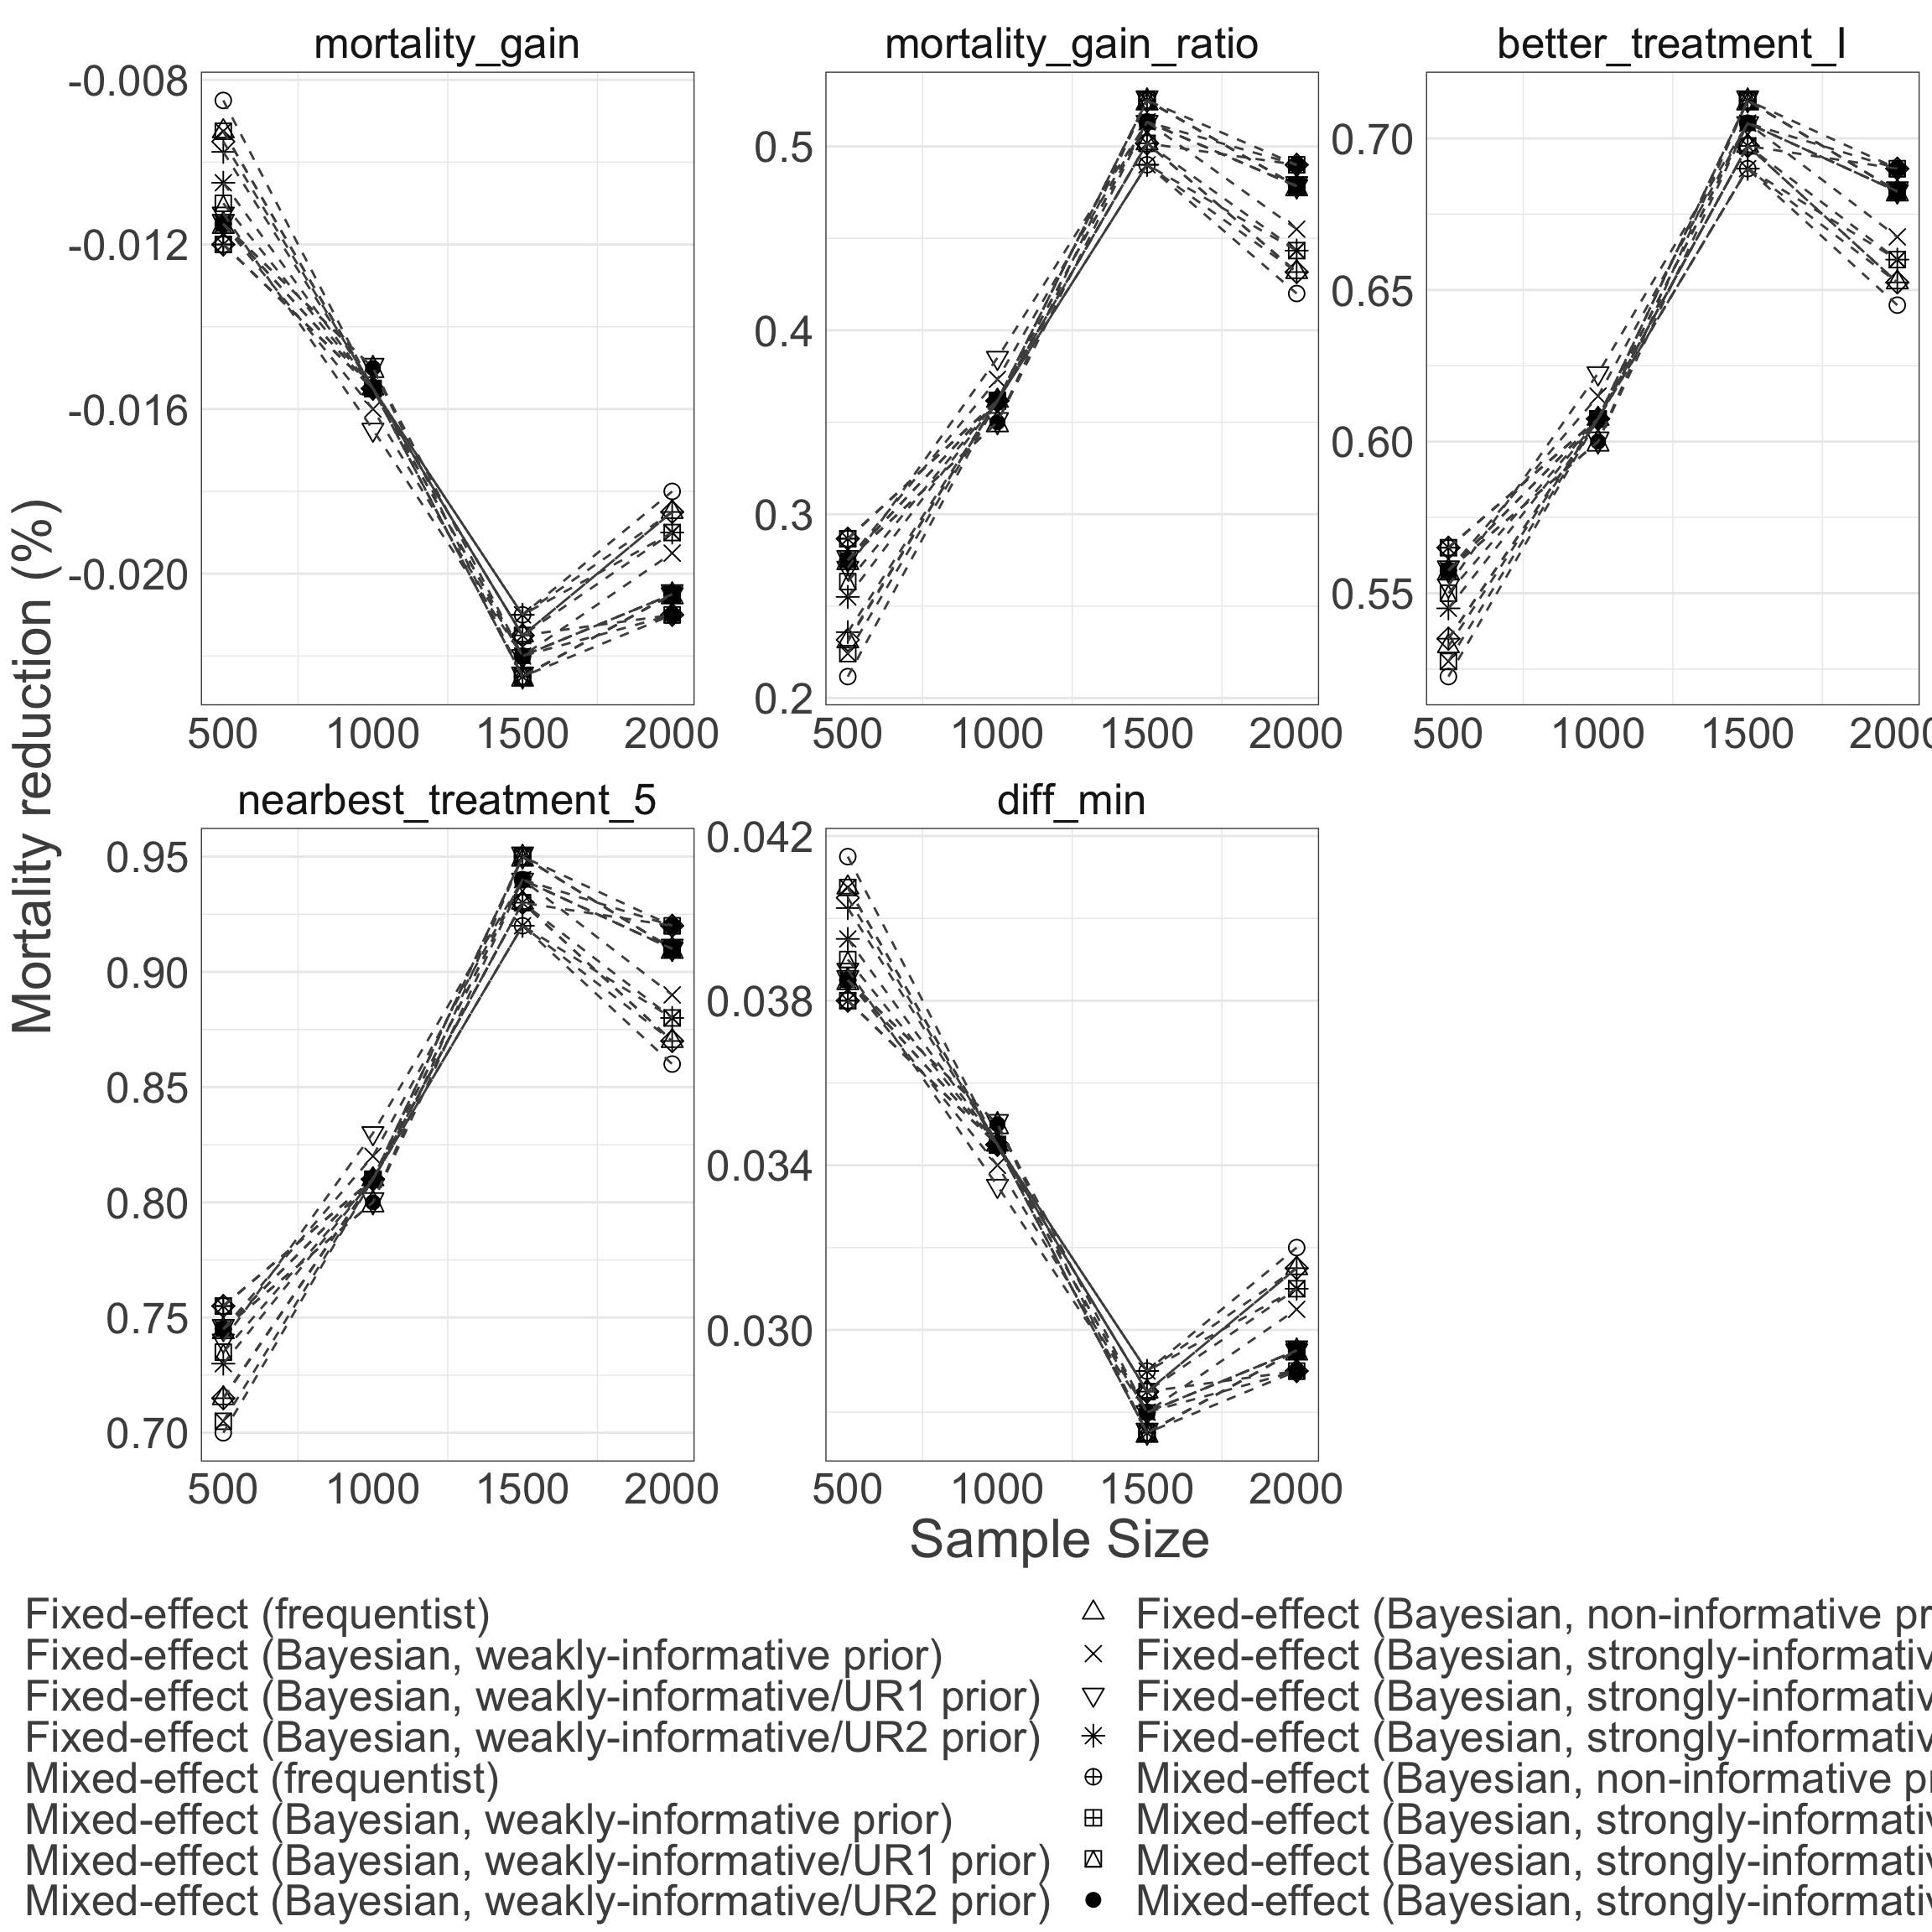 mortality_gain
mortality_gain_ratio
better_treatment_I
-0.008
-0.012
-0.016
-0.020
0.5
0.4
0.3
0.2
0.70
0.65
0.60
0.55
500 1000 1500 2000
500 1000 1500 2000
500 1000 1500
Mortality reduction (%)
nearbest_treatment_5
diff_min
0.95
0.90
0.85
0.80
0.75
0.70
0.042
0.038
0.034
0.030
500 1000 1500 2000
500 1000 1500 2000
Sample Size
Fixed-effect (frequentist)
Fixed-effect (Bayesian, non-informative
Fixed-effect (Bayesian, weakly-informative prior)
Fixed-effect (Bayesian,
Fixed-effect (Bayesian, weakly-informative/UR1 prior)
Fixed-effect (Bayesian,
Fixed-effect (Bayesian, weakly-informative/UR2 prior)
Fixed-effect (Bayesian,
Mixed-effect (frequentist)
Mixed-effect (Bayesian, non-informative
Mixed-effect (Bayesian, weakly-informative prior)
Mixed-effect (Bayesian,
Mixed-effect (Bayesian, weakly-informative/UR1 prior)
Mixed-effect (Bayesian,
Mixed-effect (Bayesian, weakly-informative/UR2 prior)
Mixed-effect (Bayesian,